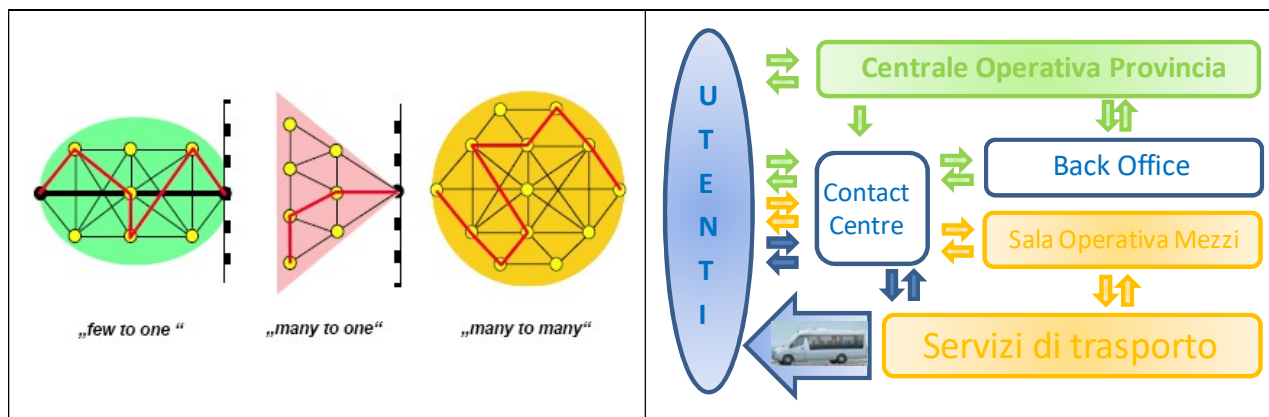 „few to one “
„many to one“
„many to many“
UTENTI
Centrale Operativa Provincia
Contact
Centre
Back Office
Sala Operativa Mezzi
Servizi di trasporto